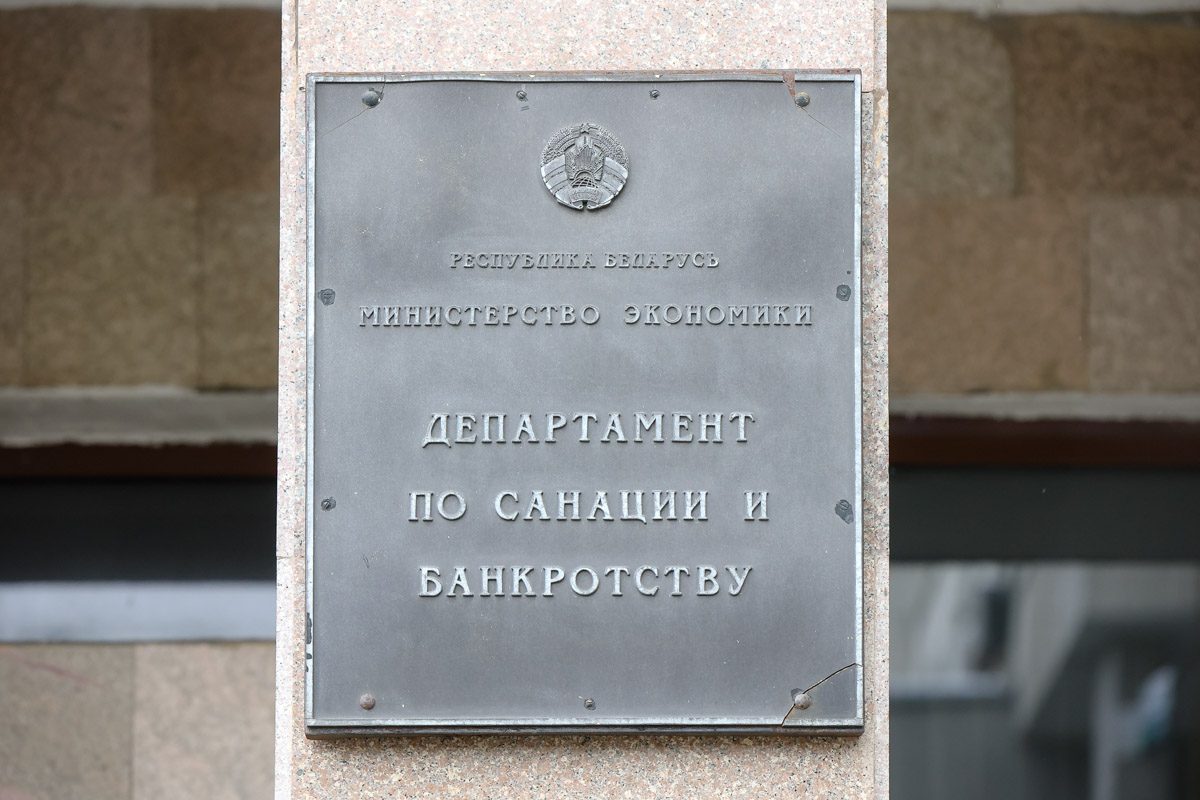 РЕСПУБЛИКА БЕЛАРУСЬ
МИНИСТЕРСТВО ЭКОНОМИКИ
ДЕПАРТАМЕНТ
ПО САНАЦИИ И
БАНКРОТСТВУ